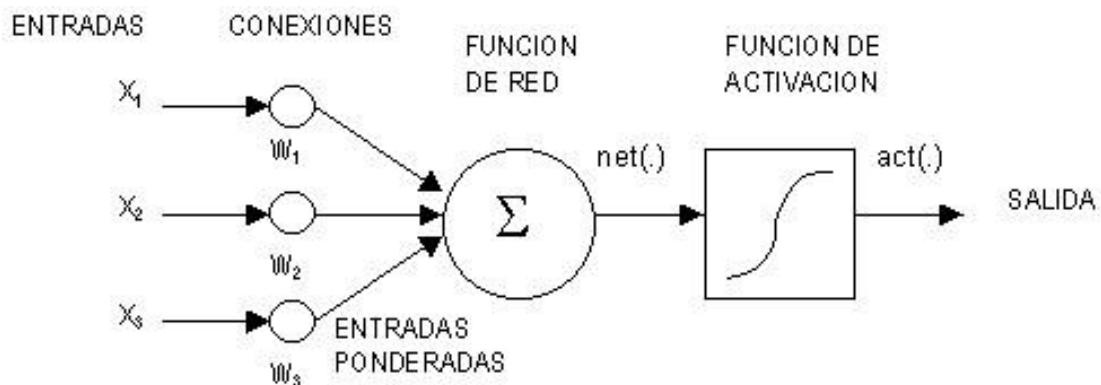 ENTRADAS
CONEXIONES
FUNCION
DE RED
FUNCION DE
ACTIVACION
X₁
W₁
net(.)
act(.)
X₂
Σ
SALIDA
W₂
X₃
ENTRADAS
PONDERADAS
W₃